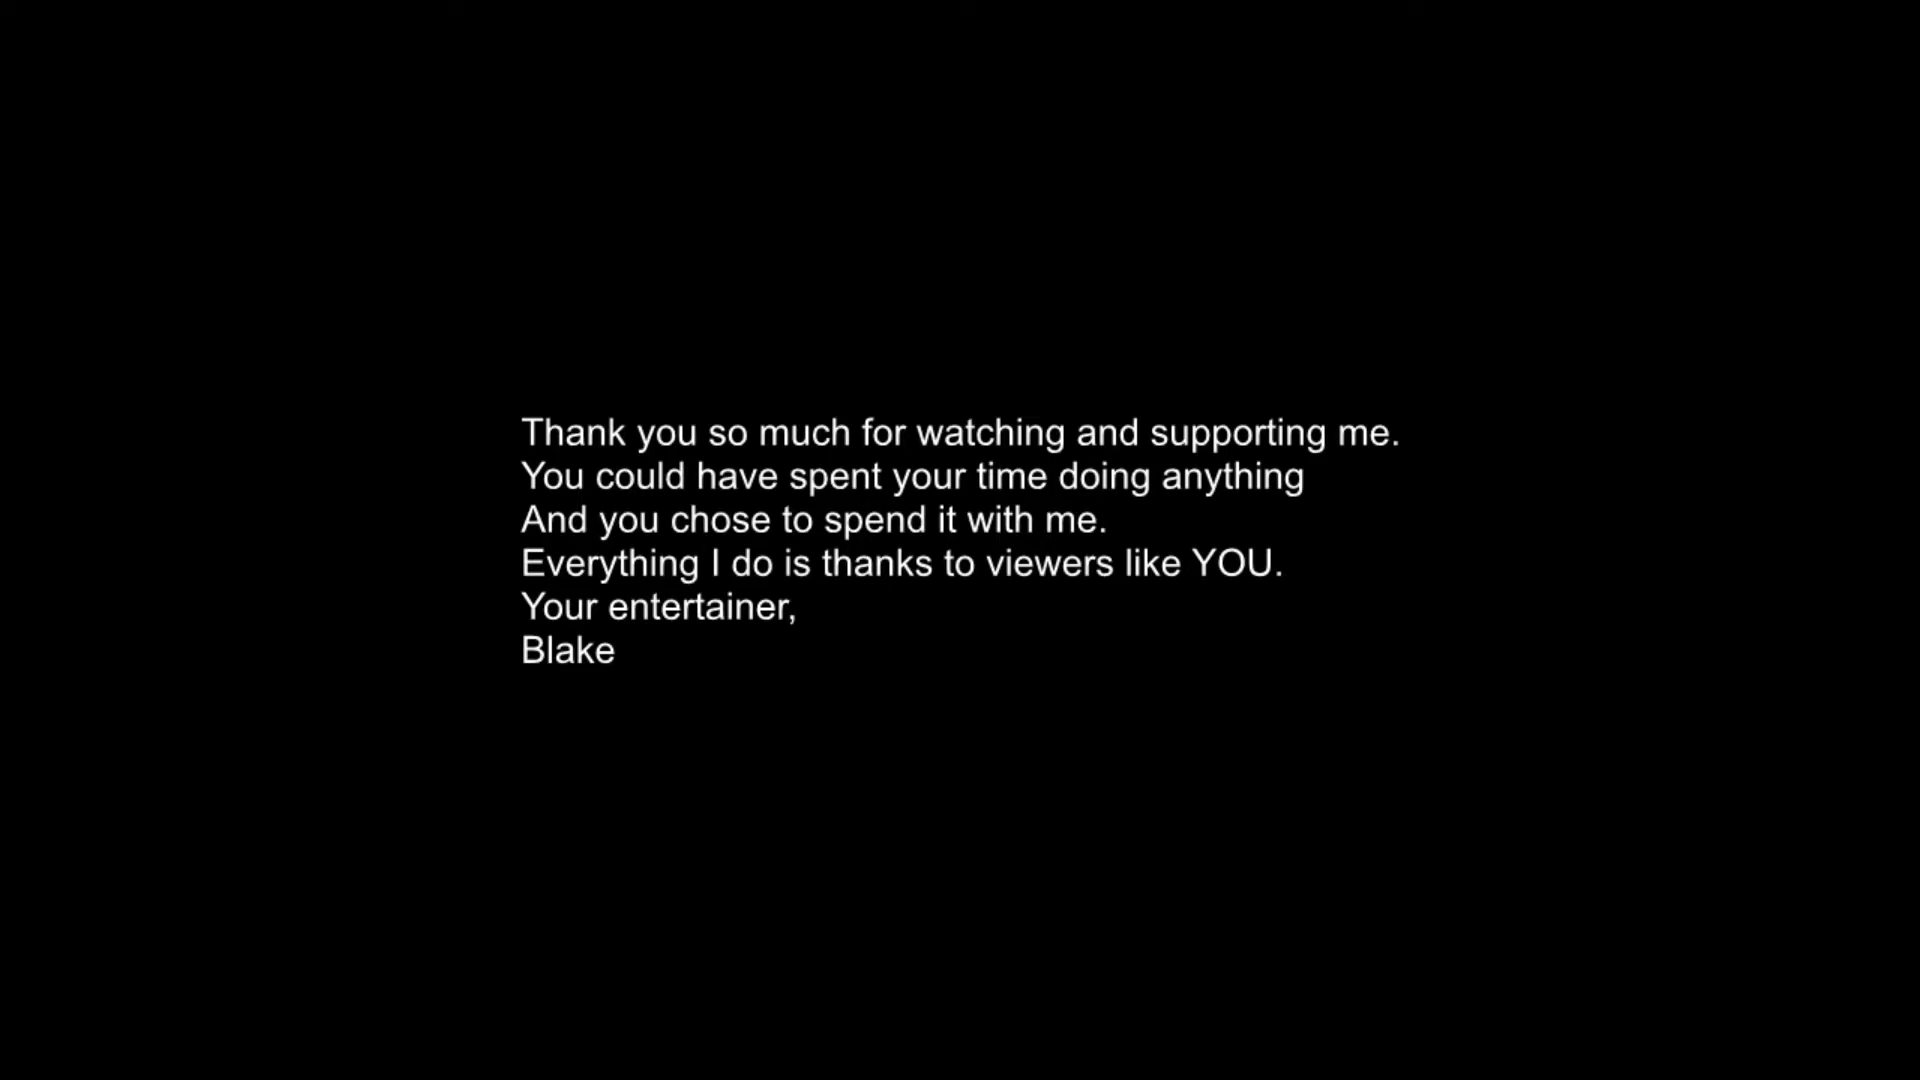 Thank you so much for watching and supporting me.
You could have spent your time doing anything
And you chose to spend it with me.
Everything I do is thanks to viewers like YOU.
Your entertainer,
Blake